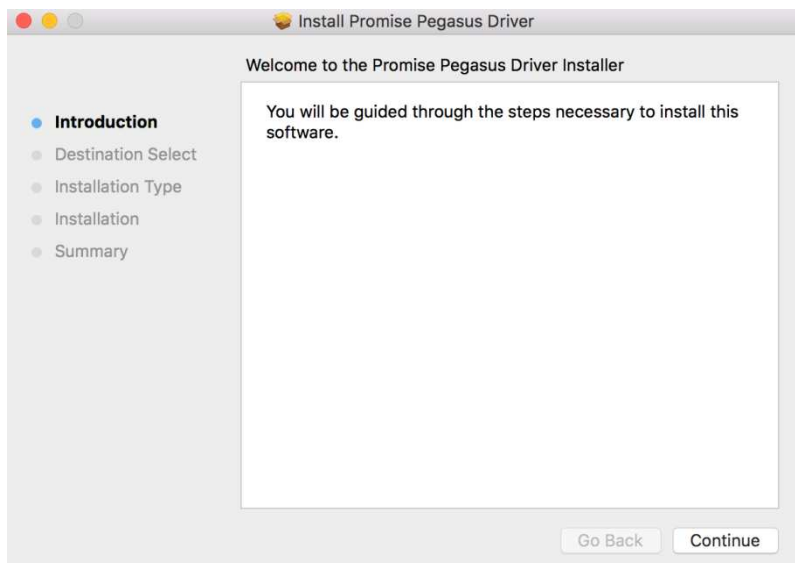 Install Promise Pegasus Driver
Welcome to the Promise Pegasus Driver Installer
Introduction
Destination Select
Installation Type
Installation
Summary
You will be guided through the steps necessary to install this
software.
Go Back
Continue